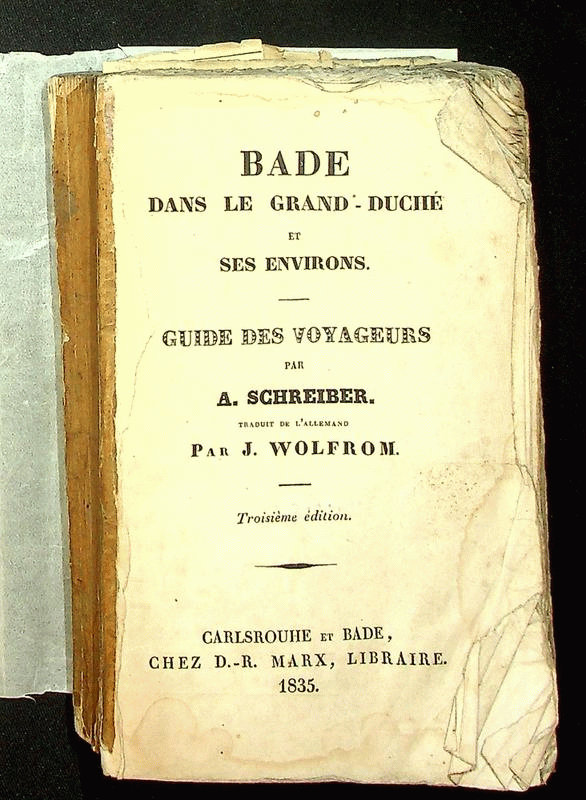 BADE
DANS LE GRAND-DUCHÉ
ET
SES ENVIRONS.
GUIDE DES VOYAGEURS
PAR
A. SCHREIBER.
TRADUIT DE L'ALLEMAND
PAR J. WOLFROM.
Troisième édition.
CARLSROUHE ET BADE,
CHEZ D.-R. MARX, LIBRAIRE.
1835.